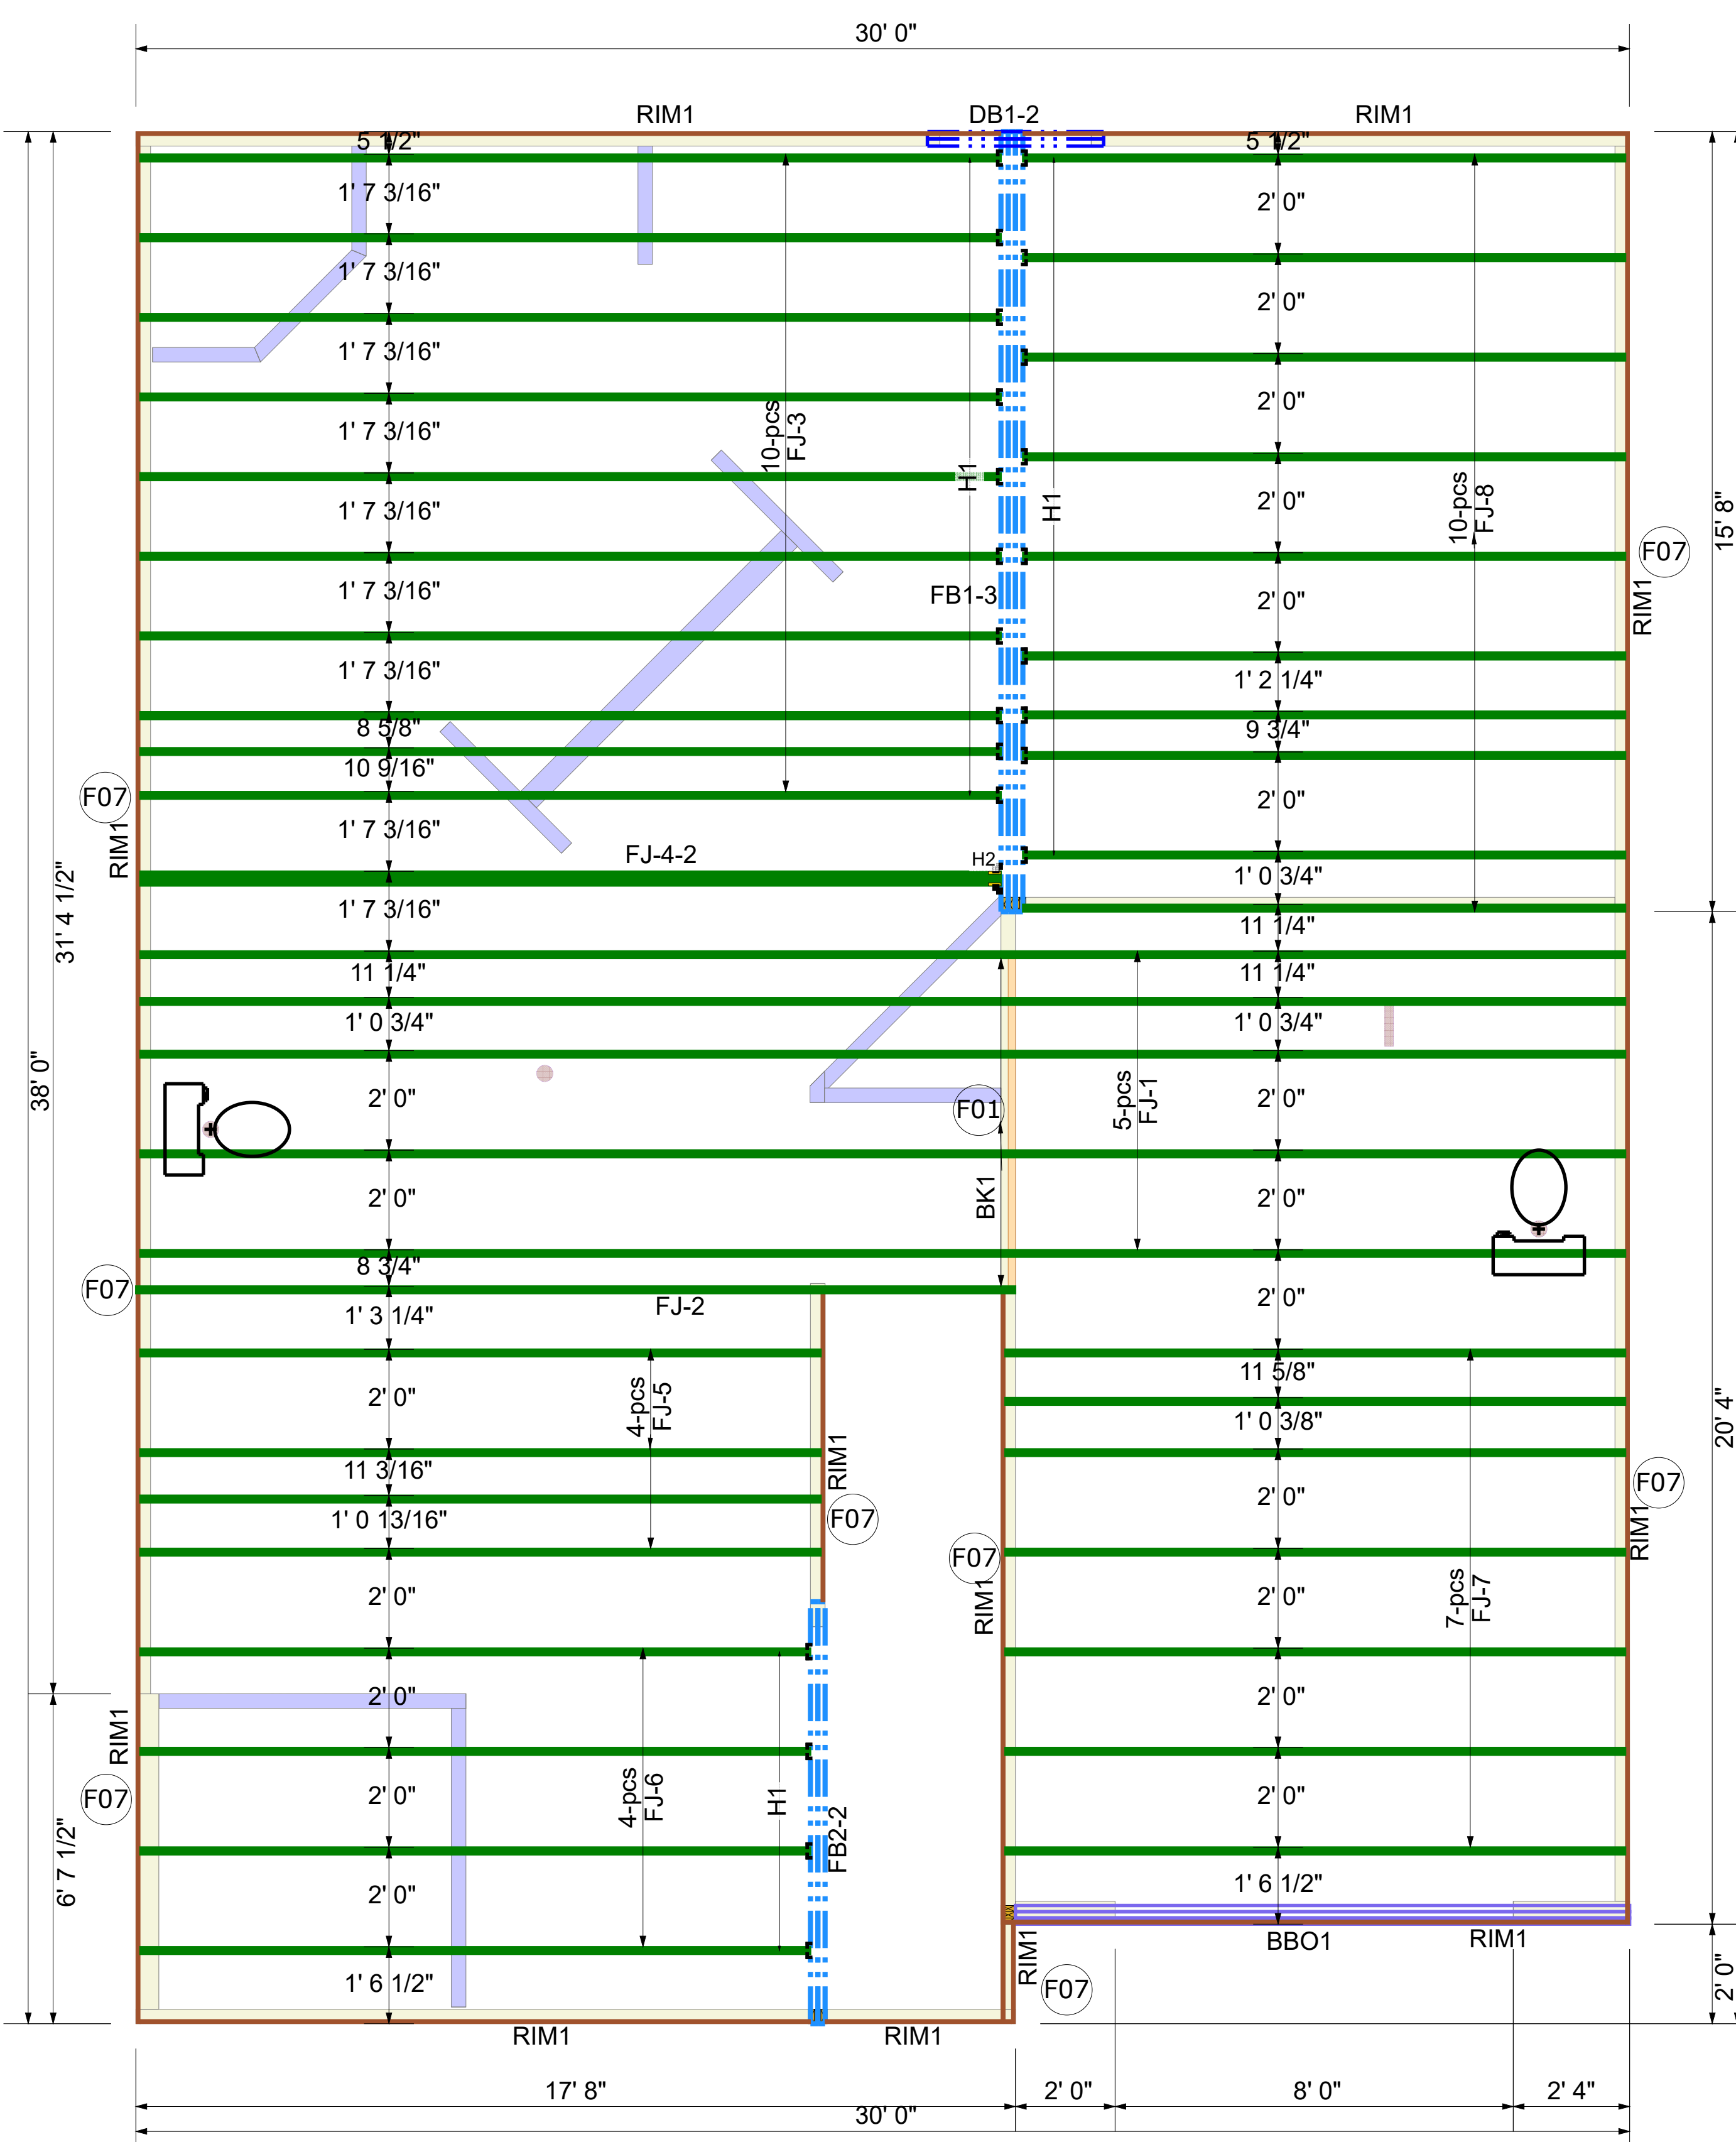 30' 0"
RIM1
DB1-2
RIM1
5 1/2"
5 1/2"
1' 7 3/16"
2' 0"
1' 7 3/16"
2' 0"
1' 7 3/16"
2' 0"
1' 7 3/16"
10-pcs
FJ-3
H1
H1
2' 0"
10-pcs
FJ-8
15' 8"
1' 7 3/16"
F07
1' 7 3/16"
FB1-3
2' 0"
RIM1
1' 7 3/16"
1' 2 1/4"
8 5/8"
9 3/4"
10 9/16"
F07
2' 0"
1' 7 3/16"
RIM1
FJ-4-2
H2
1' 0 3/4"
31' 4 1/2"
1' 7 3/16"
11 1/4"
11 1/4"
11 1/4"
1' 0 3/4"
1' 0 3/4"
38' 0"
2' 0"
F01
5-pcs
FJ-1
2' 0"
2' 0"
BK1
2' 0"
8 3/4"
F07
FJ-2
2' 0"
1' 3 1/4"
11 5/8"
2' 0"
4-pcs
FJ-5
1' 0 3/8"
20' 4"
11 3/16"
RIM1
2' 0"
F07
1' 0 13/16"
F07
RIM1
F07
RIM1
2' 0"
2' 0"
7-pcs
FJ-7
2' 0"
2' 0"
RIM1
F07
2' 0"
4-pcs
FJ-6
H1
FB2-2
2' 0"
6' 7 1/2"
2' 0"
1' 6 1/2"
1' 6 1/2"
RIM1
BBO1
RIM1
F07
2' 0"
RIM1
RIM1
17' 8"
2' 0"
8' 0"
2' 4"
30' 0"